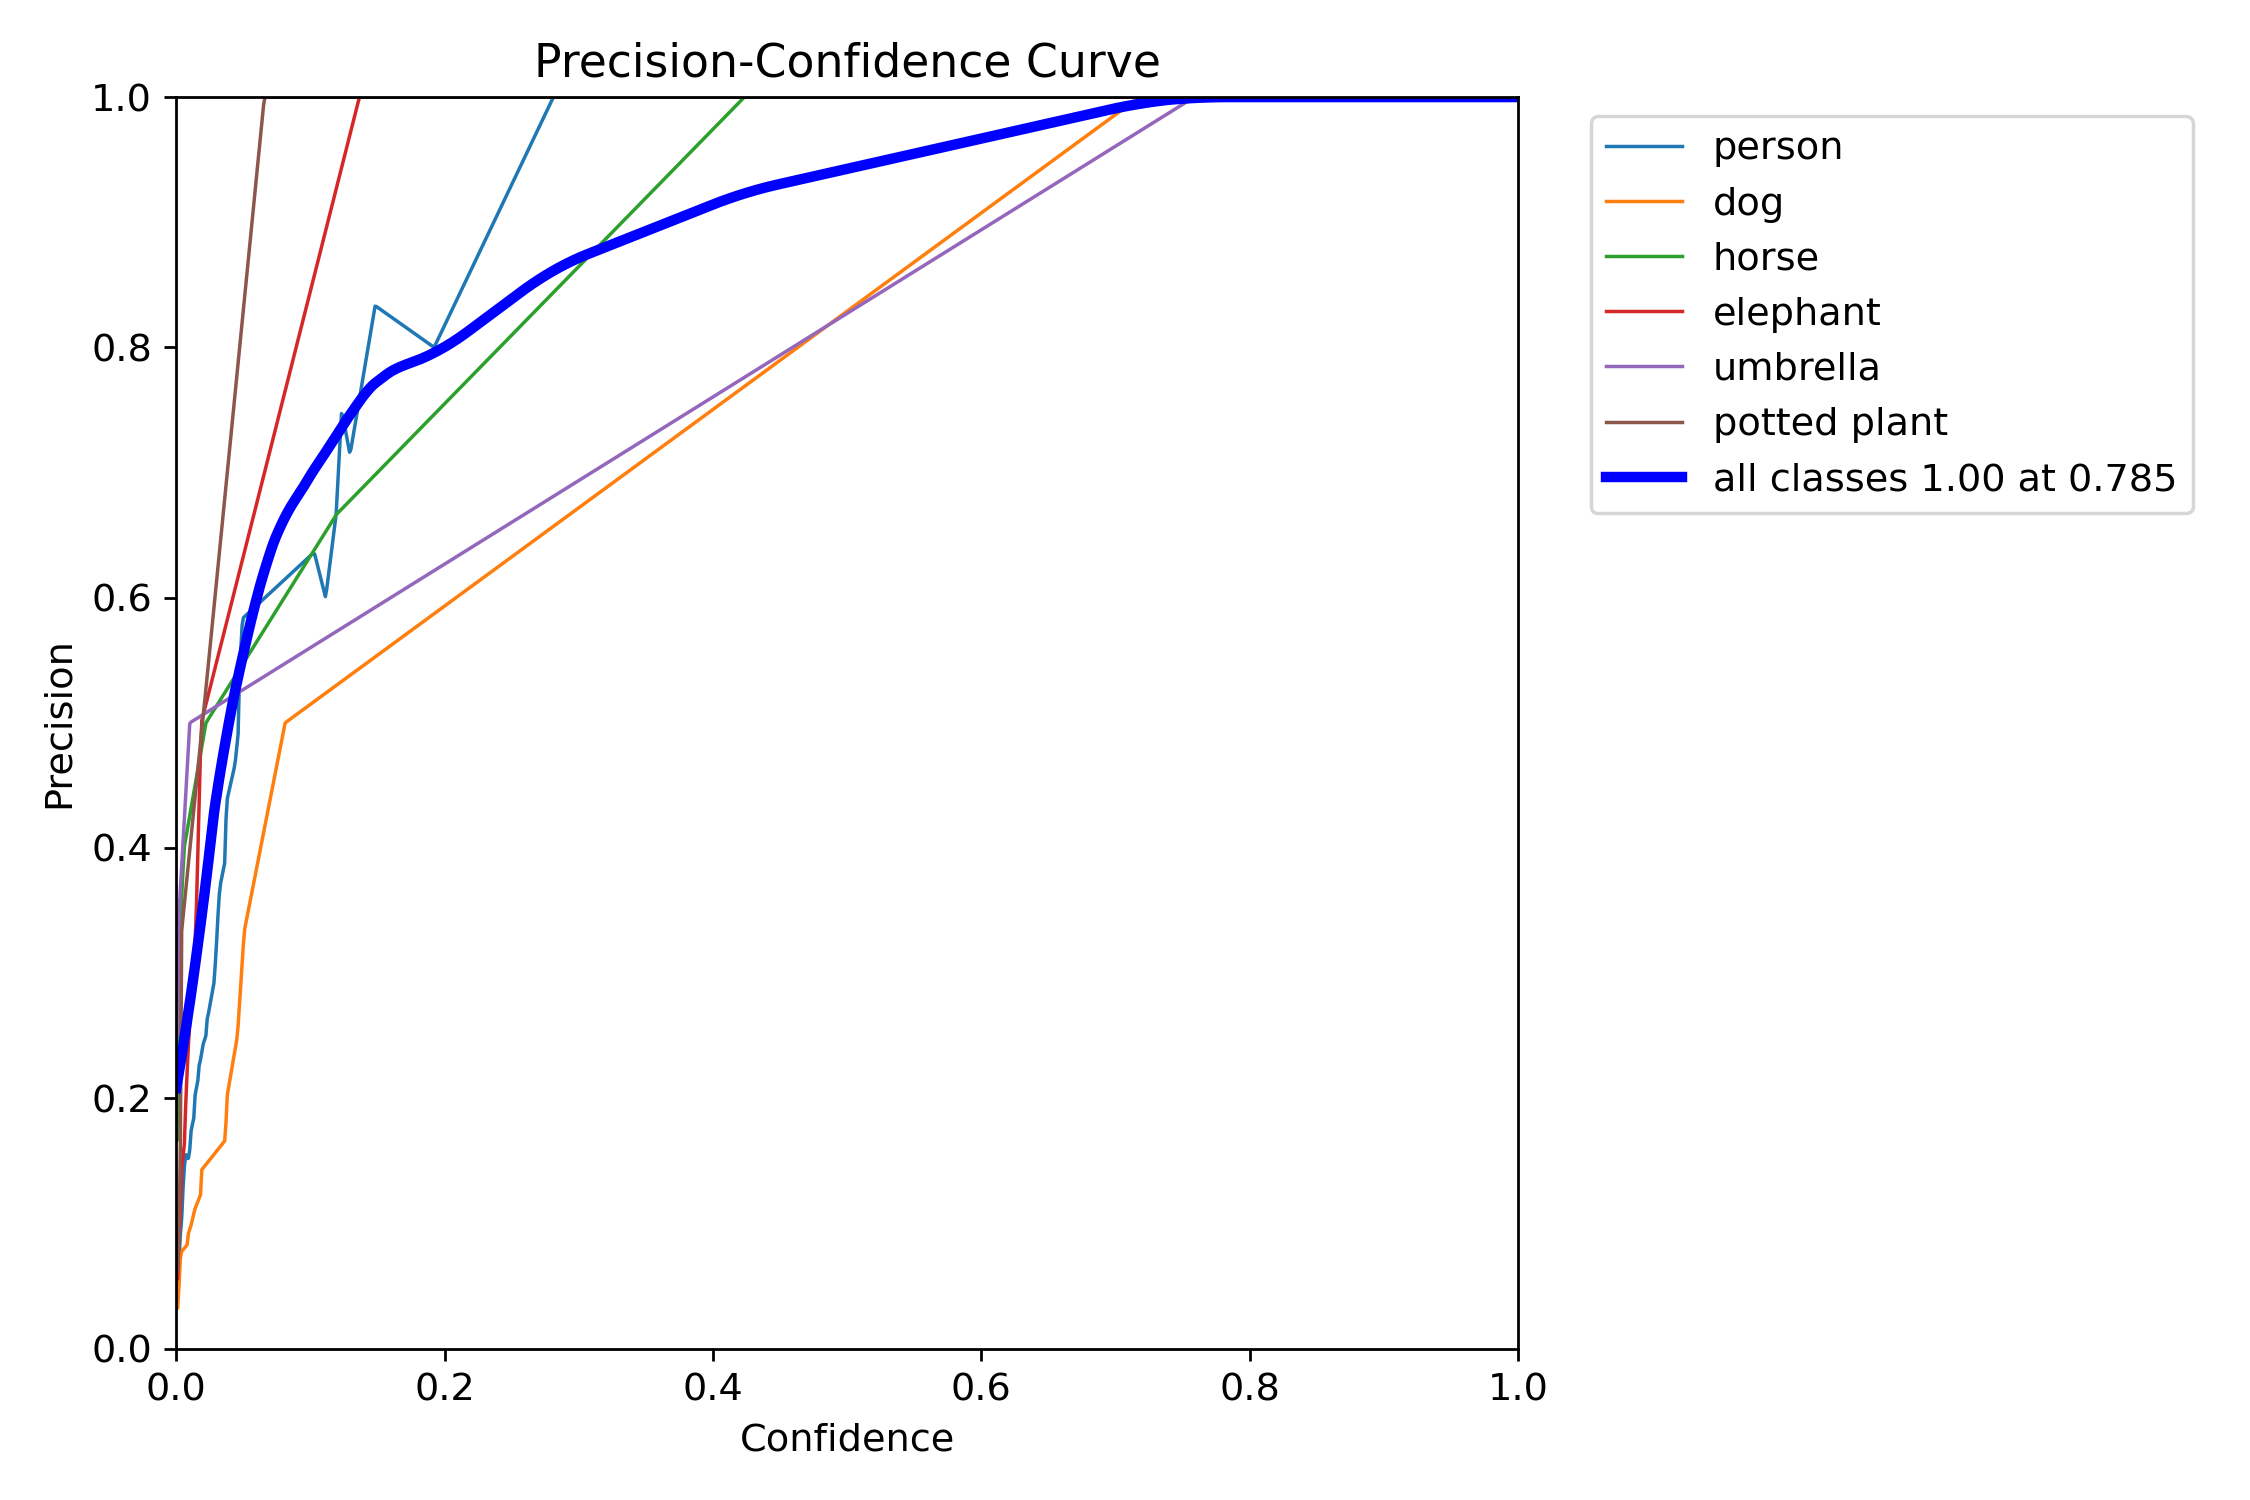 Precision-Confidence Curve
1.0
0.8
0.6
0.4
0.2
0.0
Precision
0.0 0.2 0.4 0.6 0.8 1.0
Confidence
person
dog
horse
elephant
umbrella
potted plant
all classes 1.00 at 0.785